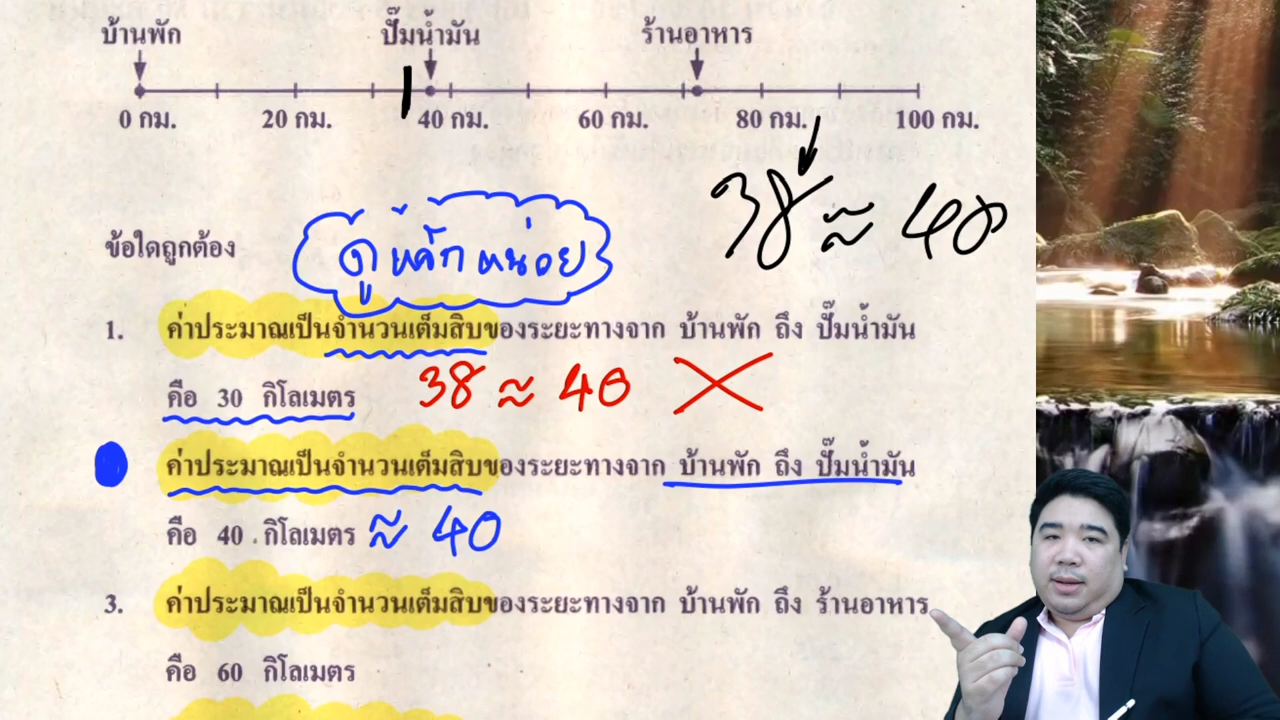 บ้านพัก ปั๊มน้ำมัน ร้านอาหาร
0 กม. 20 กม. 40 กม. 60 กม. 80 กม. 100 กม.
38 ≈ 40
ข้อใดถูกต้อง ดูหลักหน่วย
1. ค่าประมาณเป็นจำนวนเต็มสิบของระยะทางจาก บ้านพัก ถึง ปั๊มน้ำมัน
คือ 30 กิโลเมตร 38 ≈ 40
ค่าประมาณเป็นจำนวนเต็มสิบของระยะทางจาก บ้านพัก ถึง ปั๊มน้ำมัน
คือ 40 กิโลเมตร ≈ 40
3. ค่าประมาณเป็นจำนวนเต็มสิบของระยะทางจาก บ้านพัก ถึง ร้านอาหาร
คือ 60 กิโลเมตร